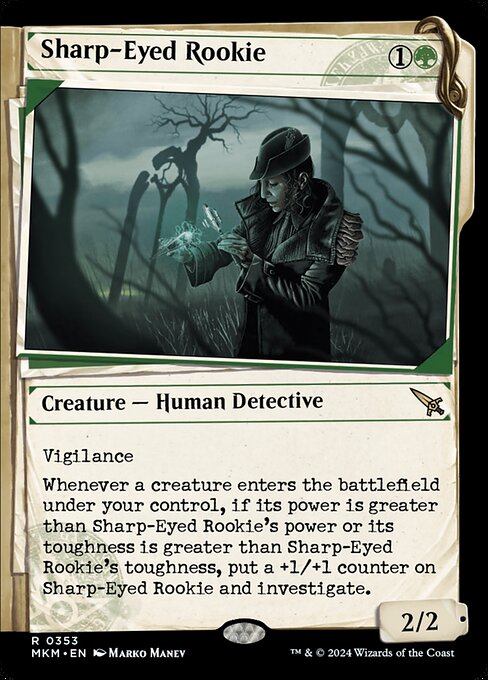 Sharp-Eyed Rookie
1
Creature — Human Detective
Vigilance
Whenever a creature enters the battlefield
under your control, if its power is greater
than Sharp-Eyed Rookie's power or its
toughness is greater than Sharp-Eyed
Rookie's toughness, put a +1/+1 counter on
Sharp-Eyed Rookie and investigate.
2/2
R 0353
MKM • EN Marko Manev
™ & © 2024 Wizards of the Coast